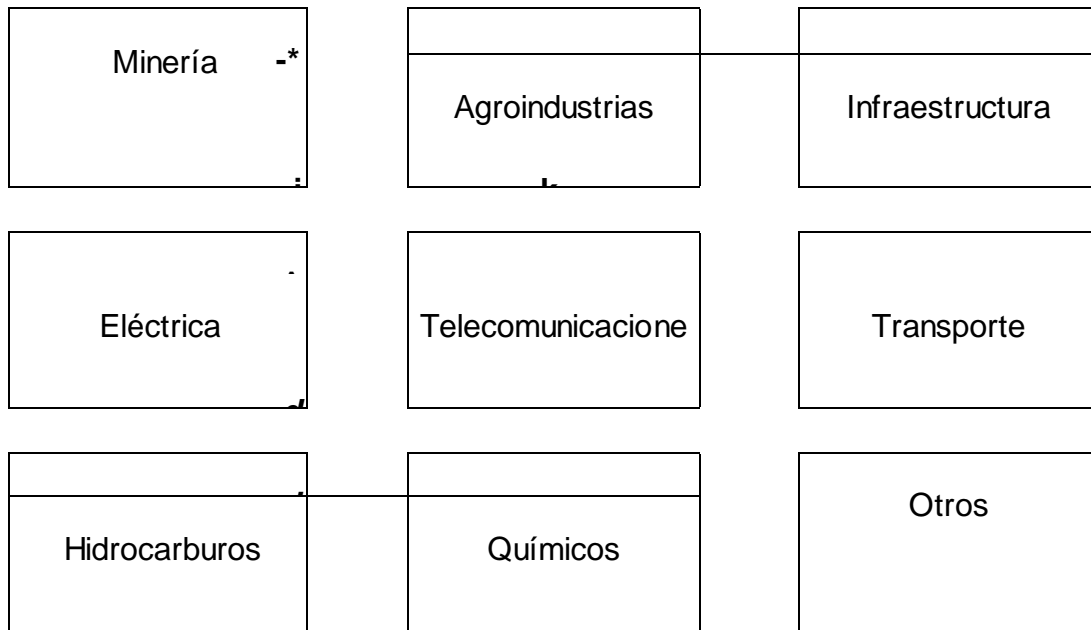 Minería -*
Agroindustrias
Infraestructura
Eléctrica
Telecomunicacione
Transporte
Hidrocarburos
Químicos
Otros